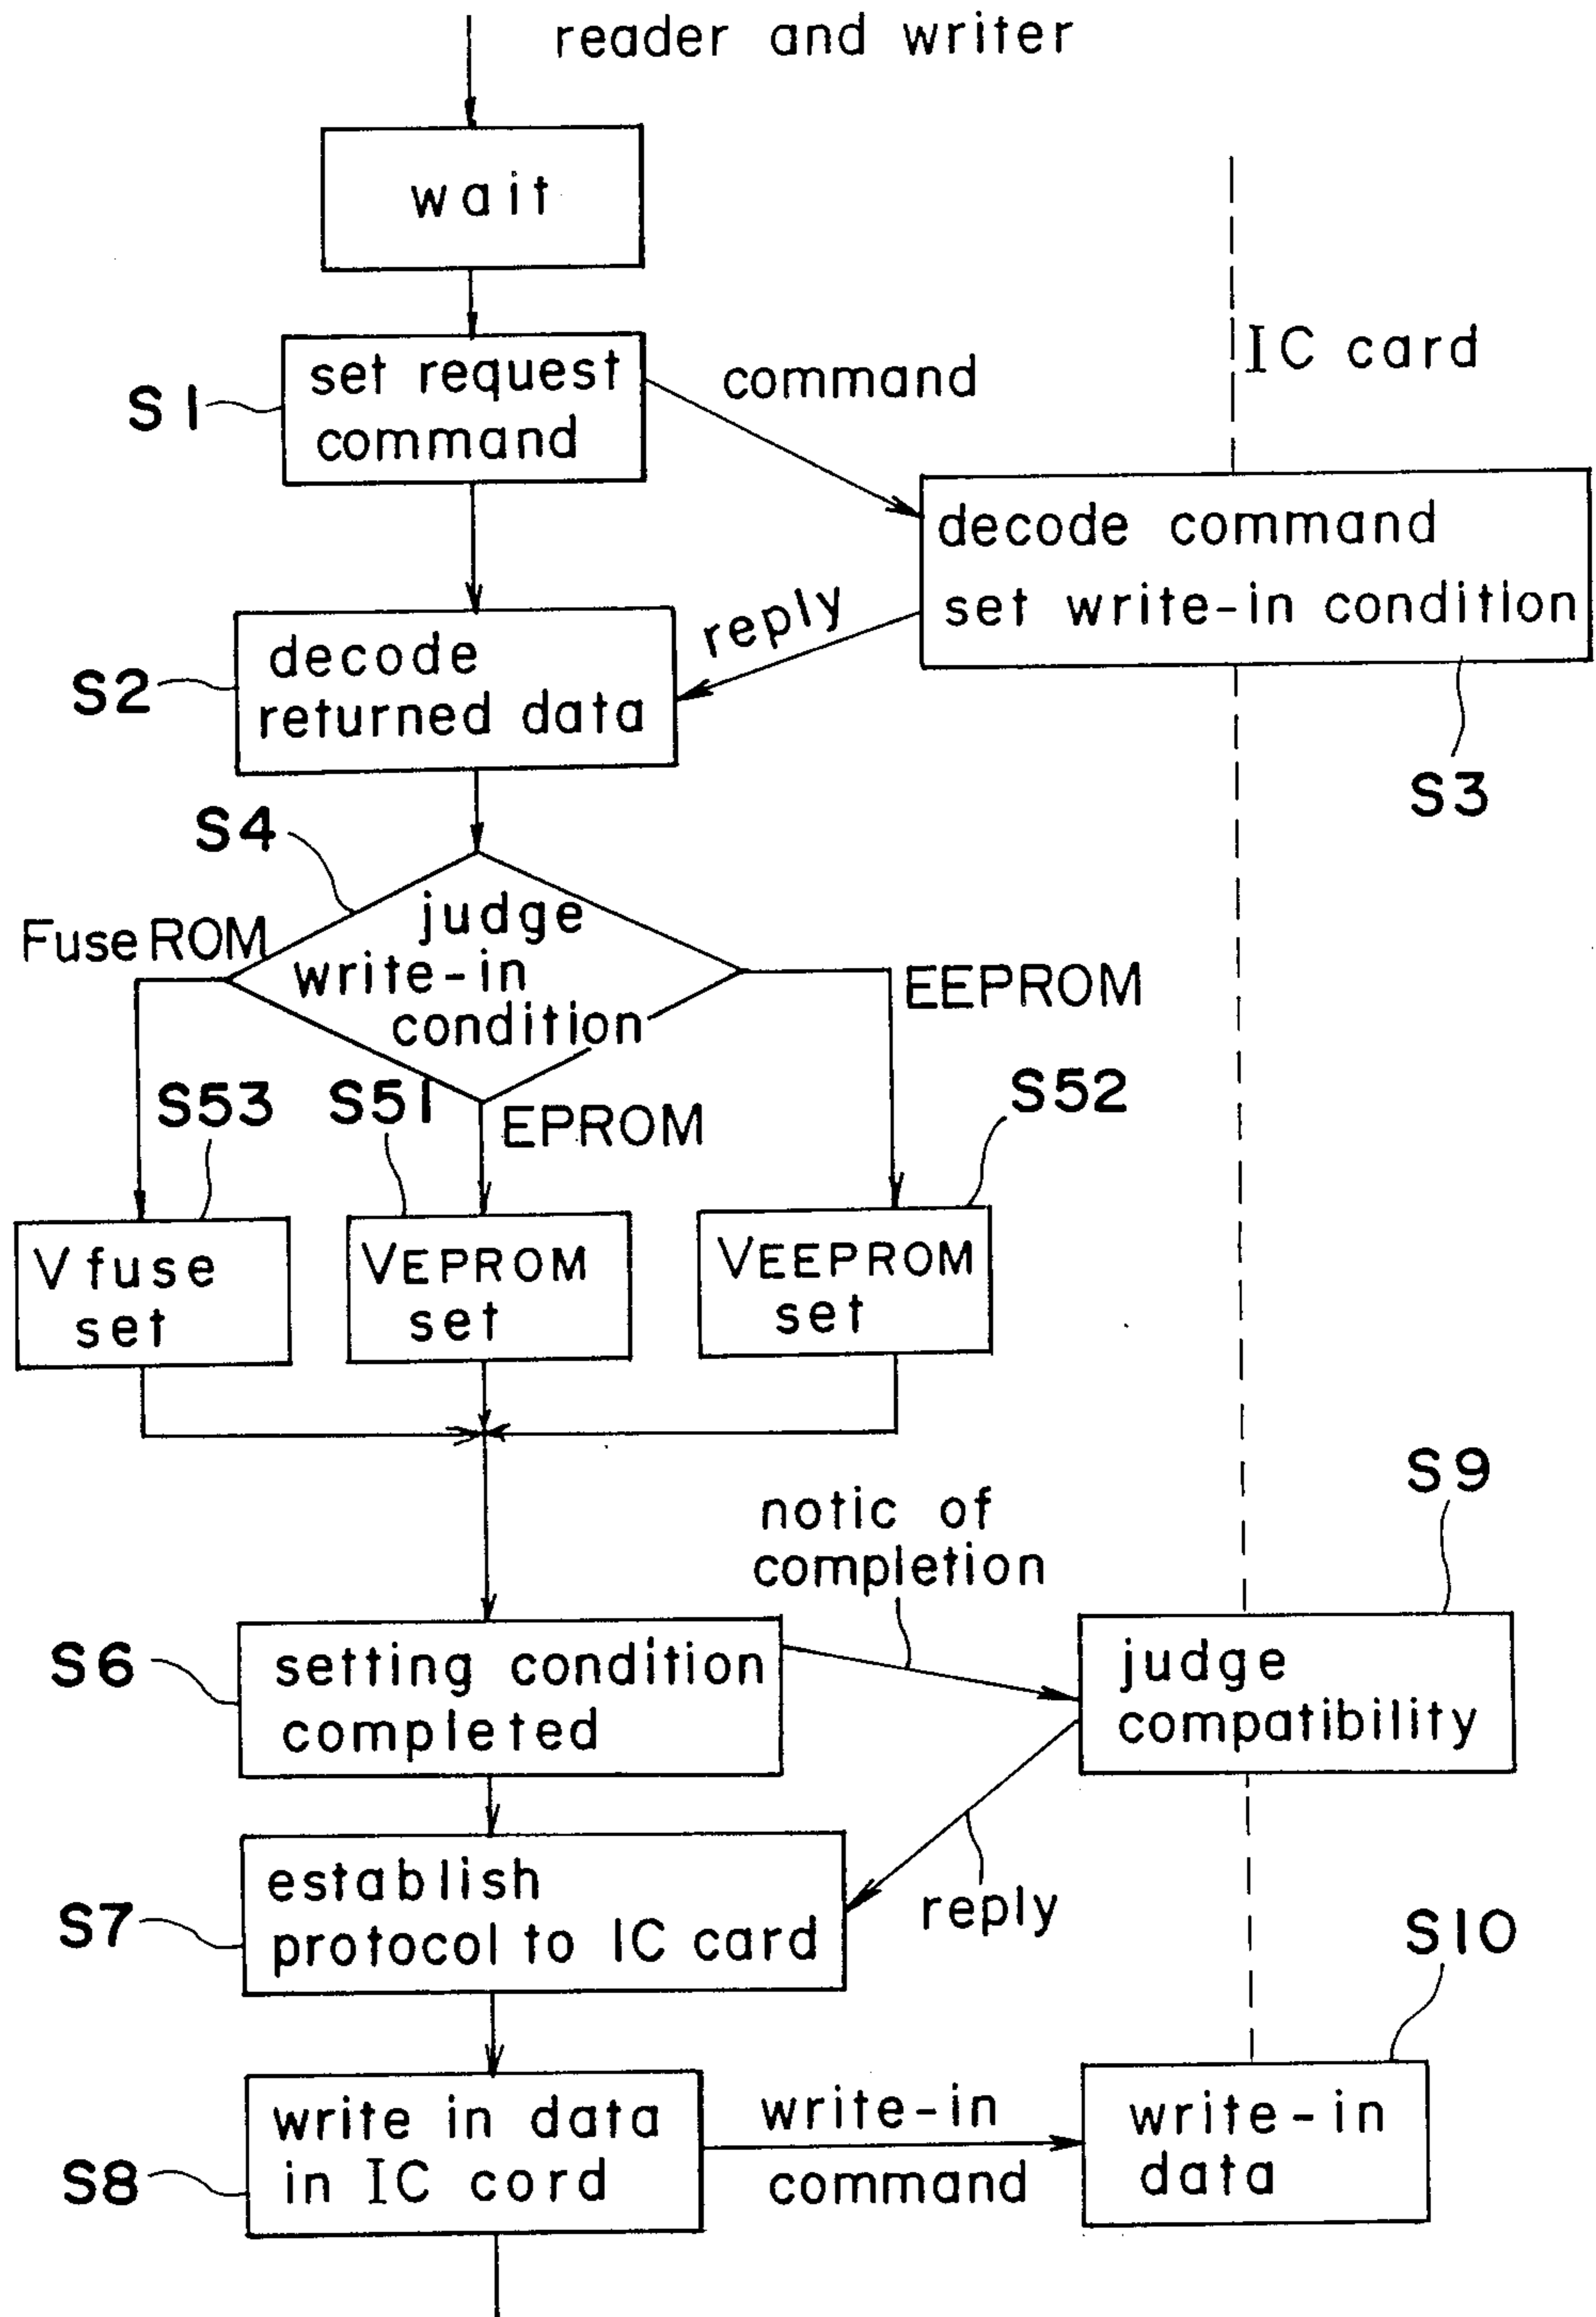 reader and writer
wait
IC card
S1
set request
command
command
decode command
set write-in condition
reply
S2
decode
returned data
S3
S4
Fuse ROM
judge
write-in
condition
EEPROM
S53
S51
EPROM
S52
V fuse
set
VEPROM
set
VEEPROM
set
notic of
completion
S9
S6
setting condition
completed
judge
compatibility
S7
establish
protocol to IC card
reply
S10
S8
write in data
in IC cord
write-in
command
write-in
data